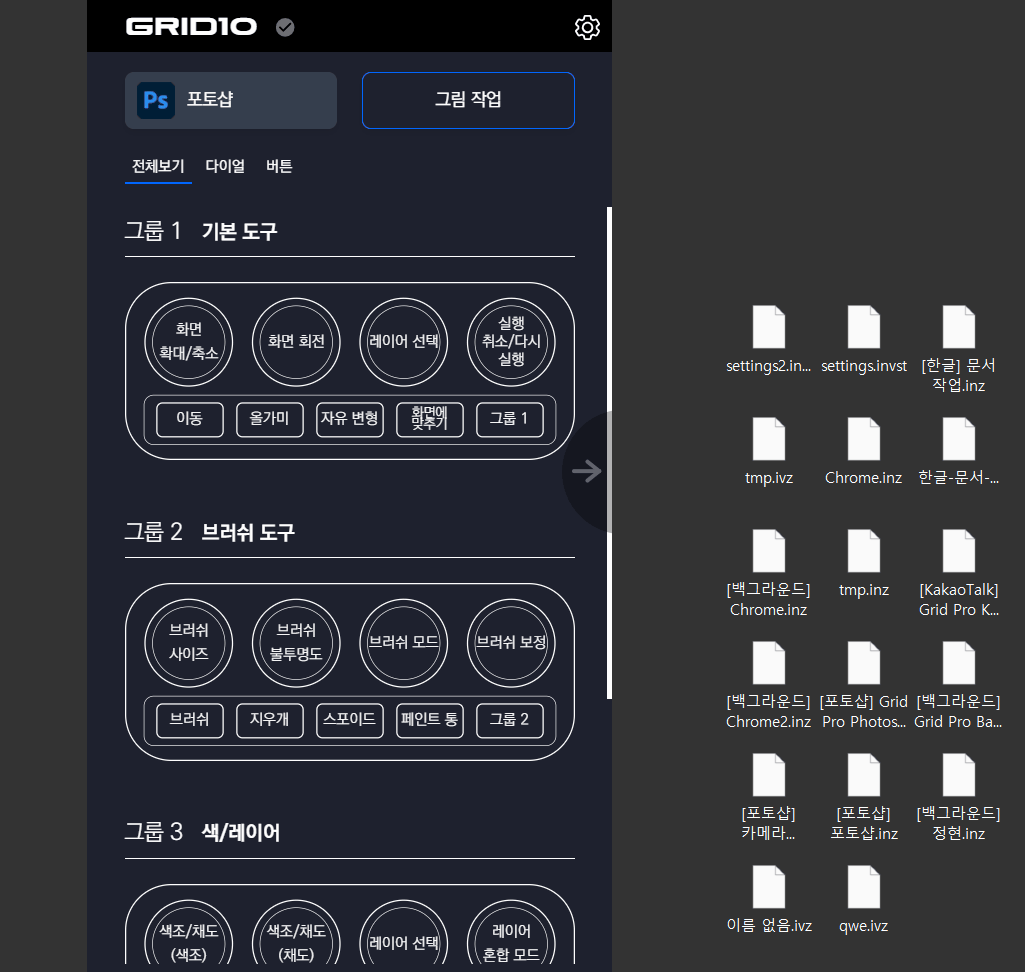 GRID10
Ps 포토샵
그림 작업
전체보기 다이얼 버튼
그룹 1 기본 도구
화면
확대/축소
화면 회전
레이어 선택
실행
취소/다시
실행
이동
올가미
자유 변형
화면에
맞추기
그룹 1
그룹 2 브러쉬 도구
브러쉬
사이즈
브러쉬
불투명도
브러쉬 모드
브러쉬 보정
브러쉬
지우개
스포이드
페인트 통
그룹 2
그룹 3 색/레이어
색조/채도
(색조)
색조/채도
(채도)
레이어 선택
레이어
혼합 모드
settings2.in...
settings.invst
[한글] 문서
작업.inz
tmp.ivz
Chrome.inz
한글-문서-...
[백그라운드]
Chrome.inz
tmp.inz
[KakaoTalk]
Grid Pro K...
[백그라운드]
Chrome2.inz
[포토샵] Grid
Pro Photos...
[백그라운드]
Grid Pro Ba...
[포토샵]
카메라...
[포토샵]
포토샵.inz
[백그라운드]
정현.inz
이름 없음.ivz
qwe.ivz